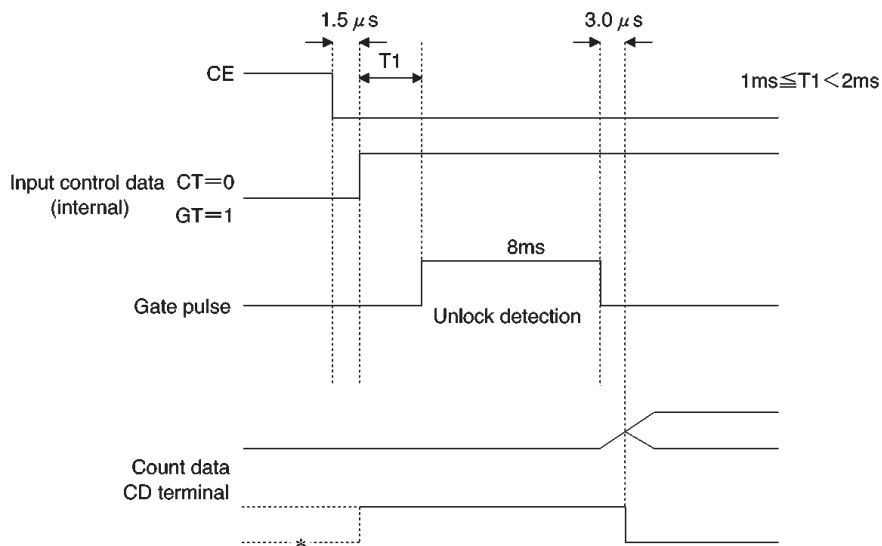 1.5 μs
3.0 μs
T1
CE
1ms≦T1＜2ms
Input control data
(internal)
CT＝0
GT＝1
8ms
Gate pulse
Unlock detection
Count data
CD terminal
*